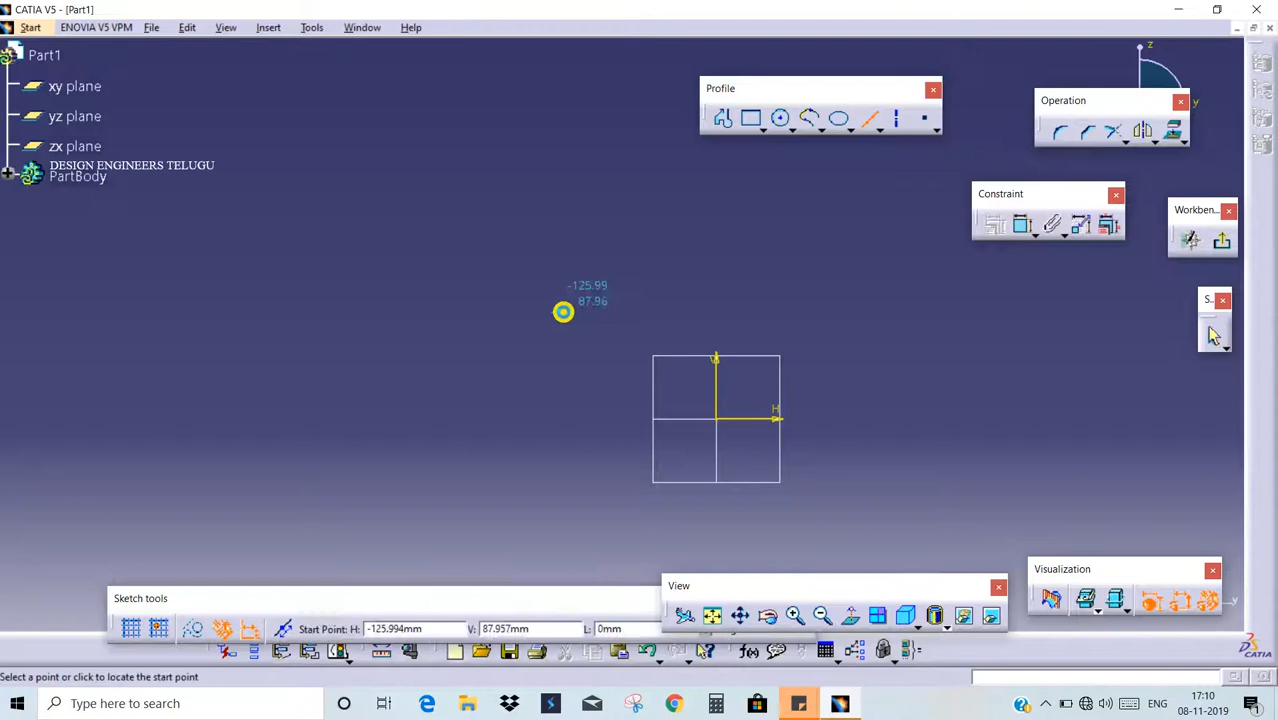 CATIA V5 - [Part1]
Start ENOVIA V5 VPM File Edit View Insert Tools Window Help
Part1
xy plane
yz plane
zx plane
DESIGN ENGINEERS TELUGU
PartBody
Profile
Operation
Constraint
Workben...
S..
z
y
-125.99
87.96
V
H
Visualization
View
Sketch tools
Start Point: H: -125.994mm V: 87.957mm L: 0mm
y
f(x)
CATIA
Select a point or click to locate the start point
Type here to search
ENG
17:10
08-11-2019